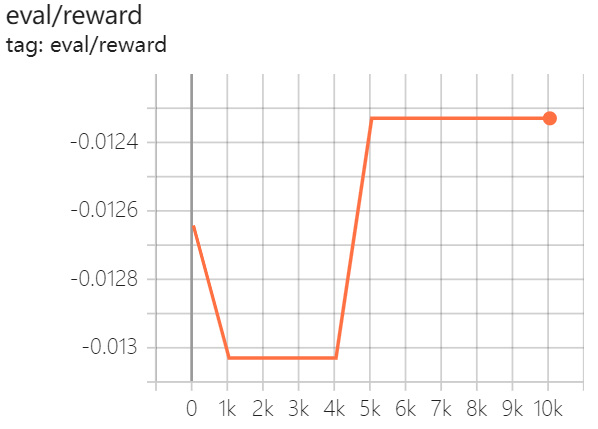 eval/reward
tag: eval/reward
-0.0124
-0.0126
-0.0128
-0.013
0 1k 2k 3k 4k 5k 6k 7k 8k 9k 10k